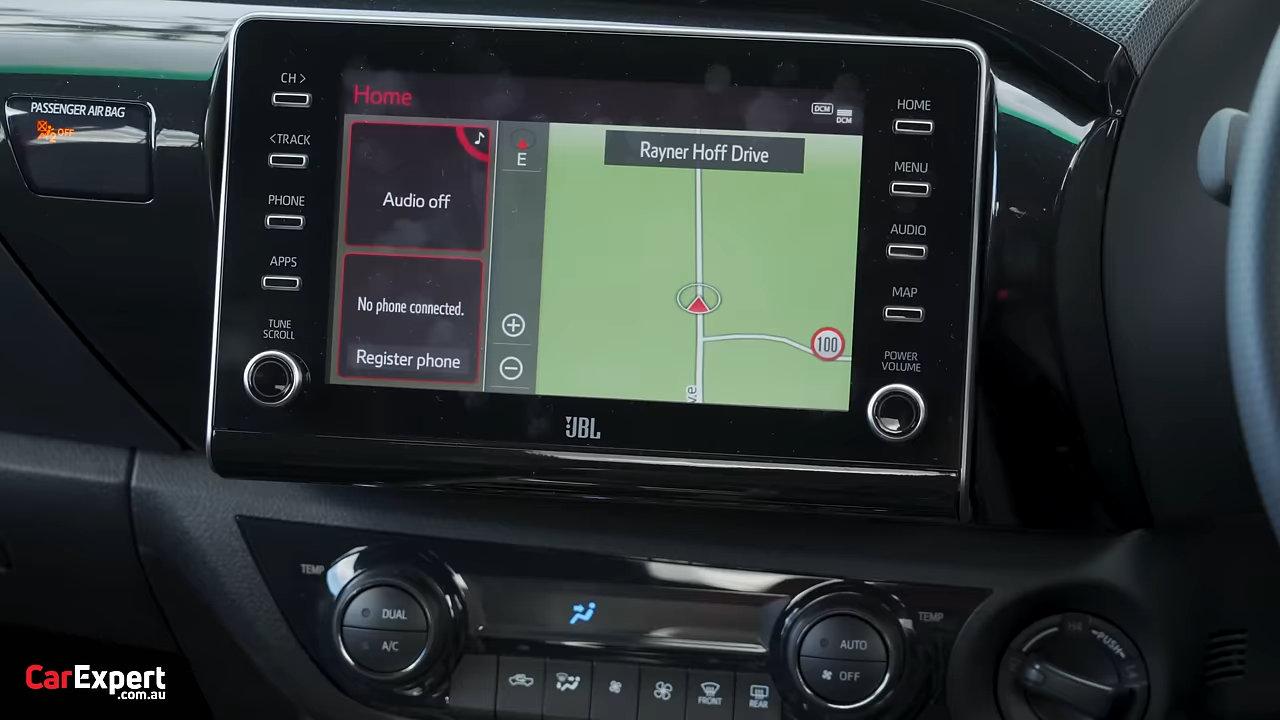 PASSENGER AIR BAG
OFF
CH >
< TRACK
PHONE
APPS
TUNE
SCROLL
Home
DCM
DCM
Audio off
No phone connected.
Register phone
E
Rayner Hoff Drive
100
HOME
MENU
AUDIO
MAP
POWER
VOLUME
JBL
TEMP
DUAL
A/C
AUTO
OFF
TEMP
FRONT
REAR
H4
PUSH
CarExpert
.com.au